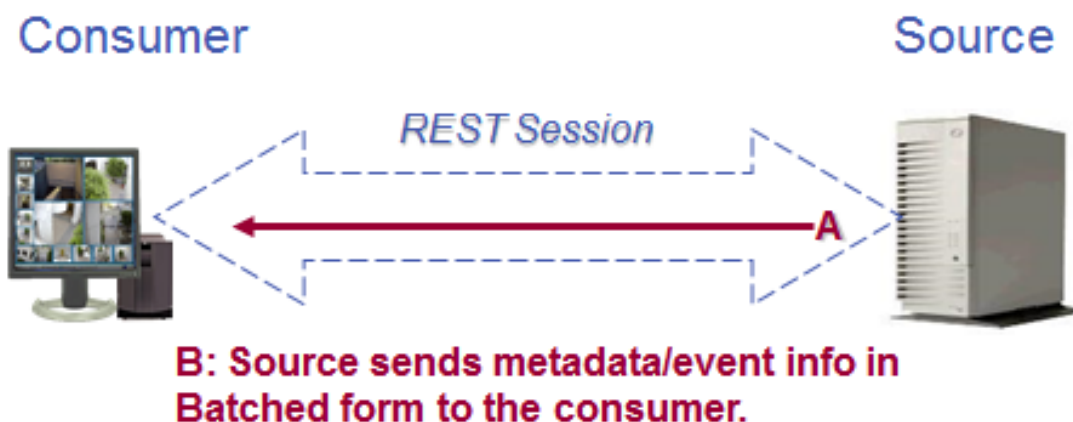 Consumer
Source
REST Session
A
B: Source sends metadata/event info in
Batched form to the consumer.